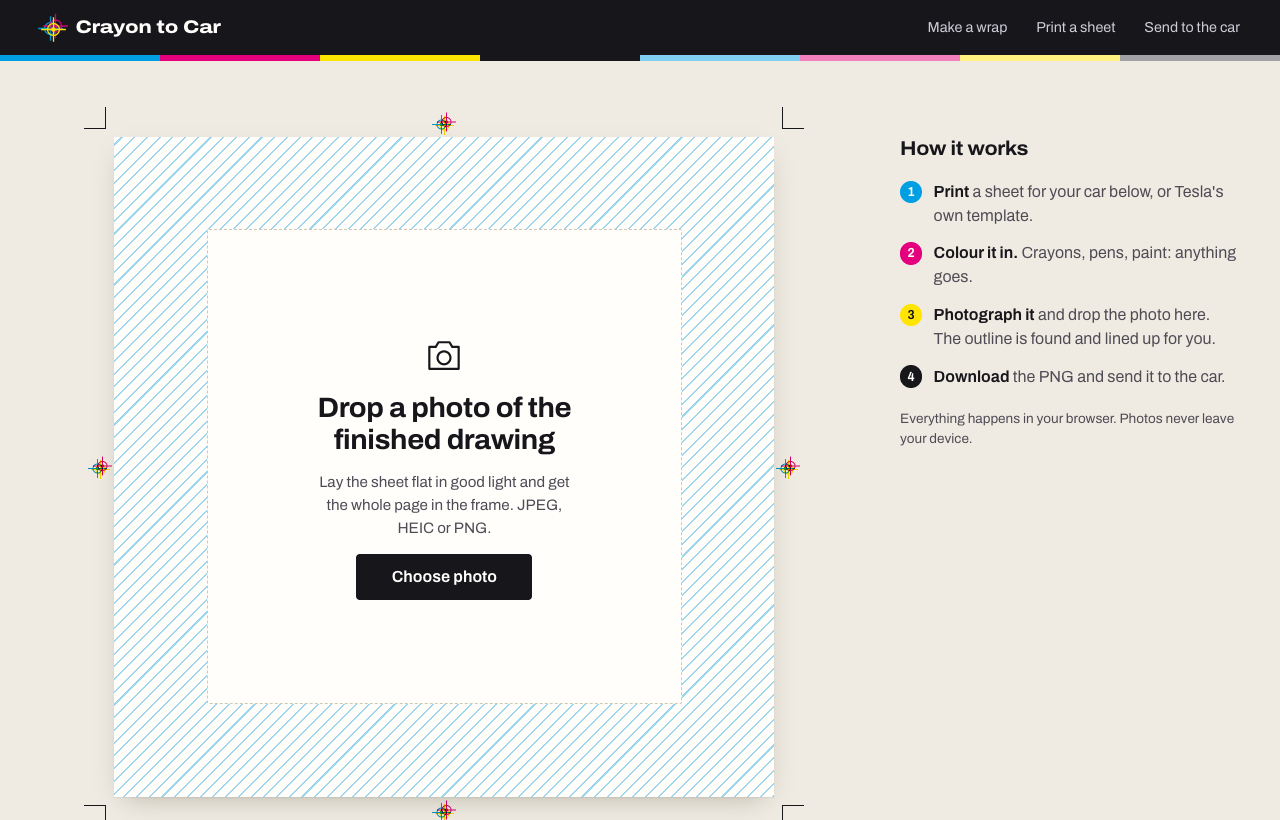 Crayon to Car
Make a wrap
Print a sheet
Send to the car
Drop a photo of the
finished drawing
Lay the sheet flat in good light and get
the whole page in the frame. JPEG,
HEIC or PNG.
Choose photo
How it works
1 Print a sheet for your car below, or Tesla's
own template.
2 Colour it in. Crayons, pens, paint: anything
goes.
3 Photograph it and drop the photo here.
The outline is found and lined up for you.
4 Download the PNG and send it to the car.
Everything happens in your browser. Photos never leave
your device.